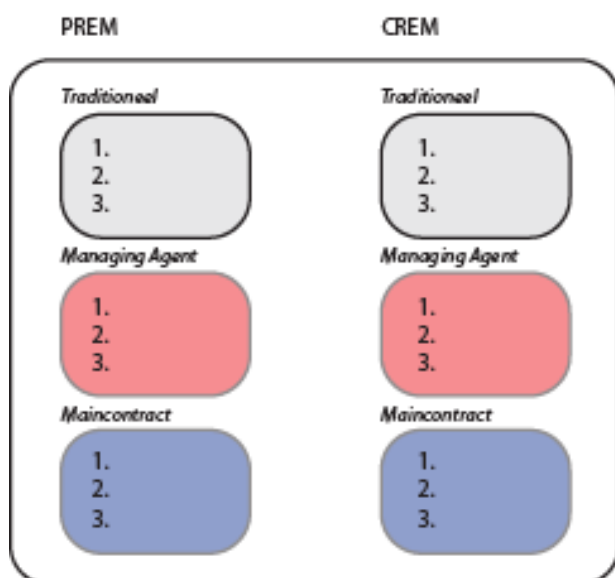 PREM CREM
Traditioneel Traditioneel
1. 1.
2. 2.
3. 3.
Managing Agent Managing Agent
1. 1.
2. 2.
3. 3.
Maincontract Maincontract
1. 1.
2. 2.
3. 3.